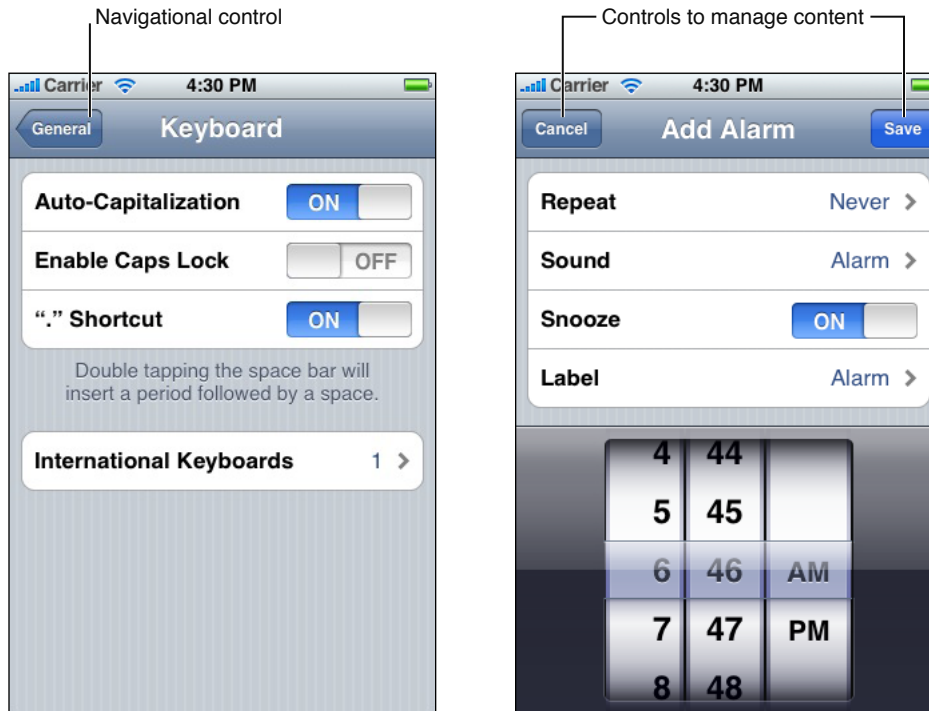 Navigational control
Controls to manage content
Carrier 4:30 PM
General Keyboard
Auto-Capitalization ON
Enable Caps Lock OFF
“.” Shortcut ON
Double tapping the space bar will
insert a period followed by a space.
International Keyboards 1
Carrier 4:30 PM
Cancel Add Alarm Save
Repeat Never
Sound Alarm
Snooze ON
Label Alarm
4 44
5 45
6 46 AM
7 47 PM
8 48